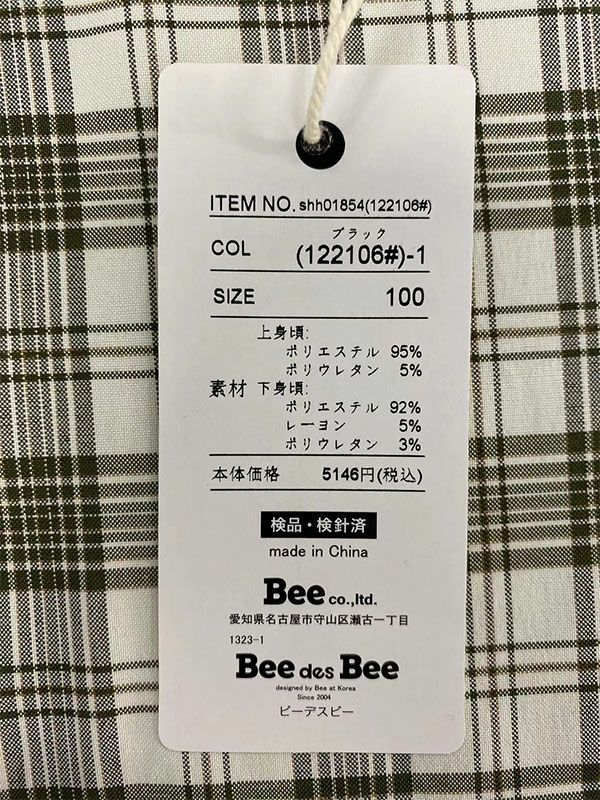 ITEM NO. shh01854(122106#)
ブラック
COL (122106#)-1
SIZE 100
上身頃:
ポリエステル 95%
ポリウレタン 5%
素材 下身頃:
ポリエステル 92%
レーヨン 5%
ポリウレタン 3%
本体価格 5146円(税込)
検品・検針済
made in China
Bee co.,ltd.
愛知県名古屋市守山区瀬古一丁目
1323-1
Bee des Bee
designed by Bee at Korea
Since 2004
ビーデスビー